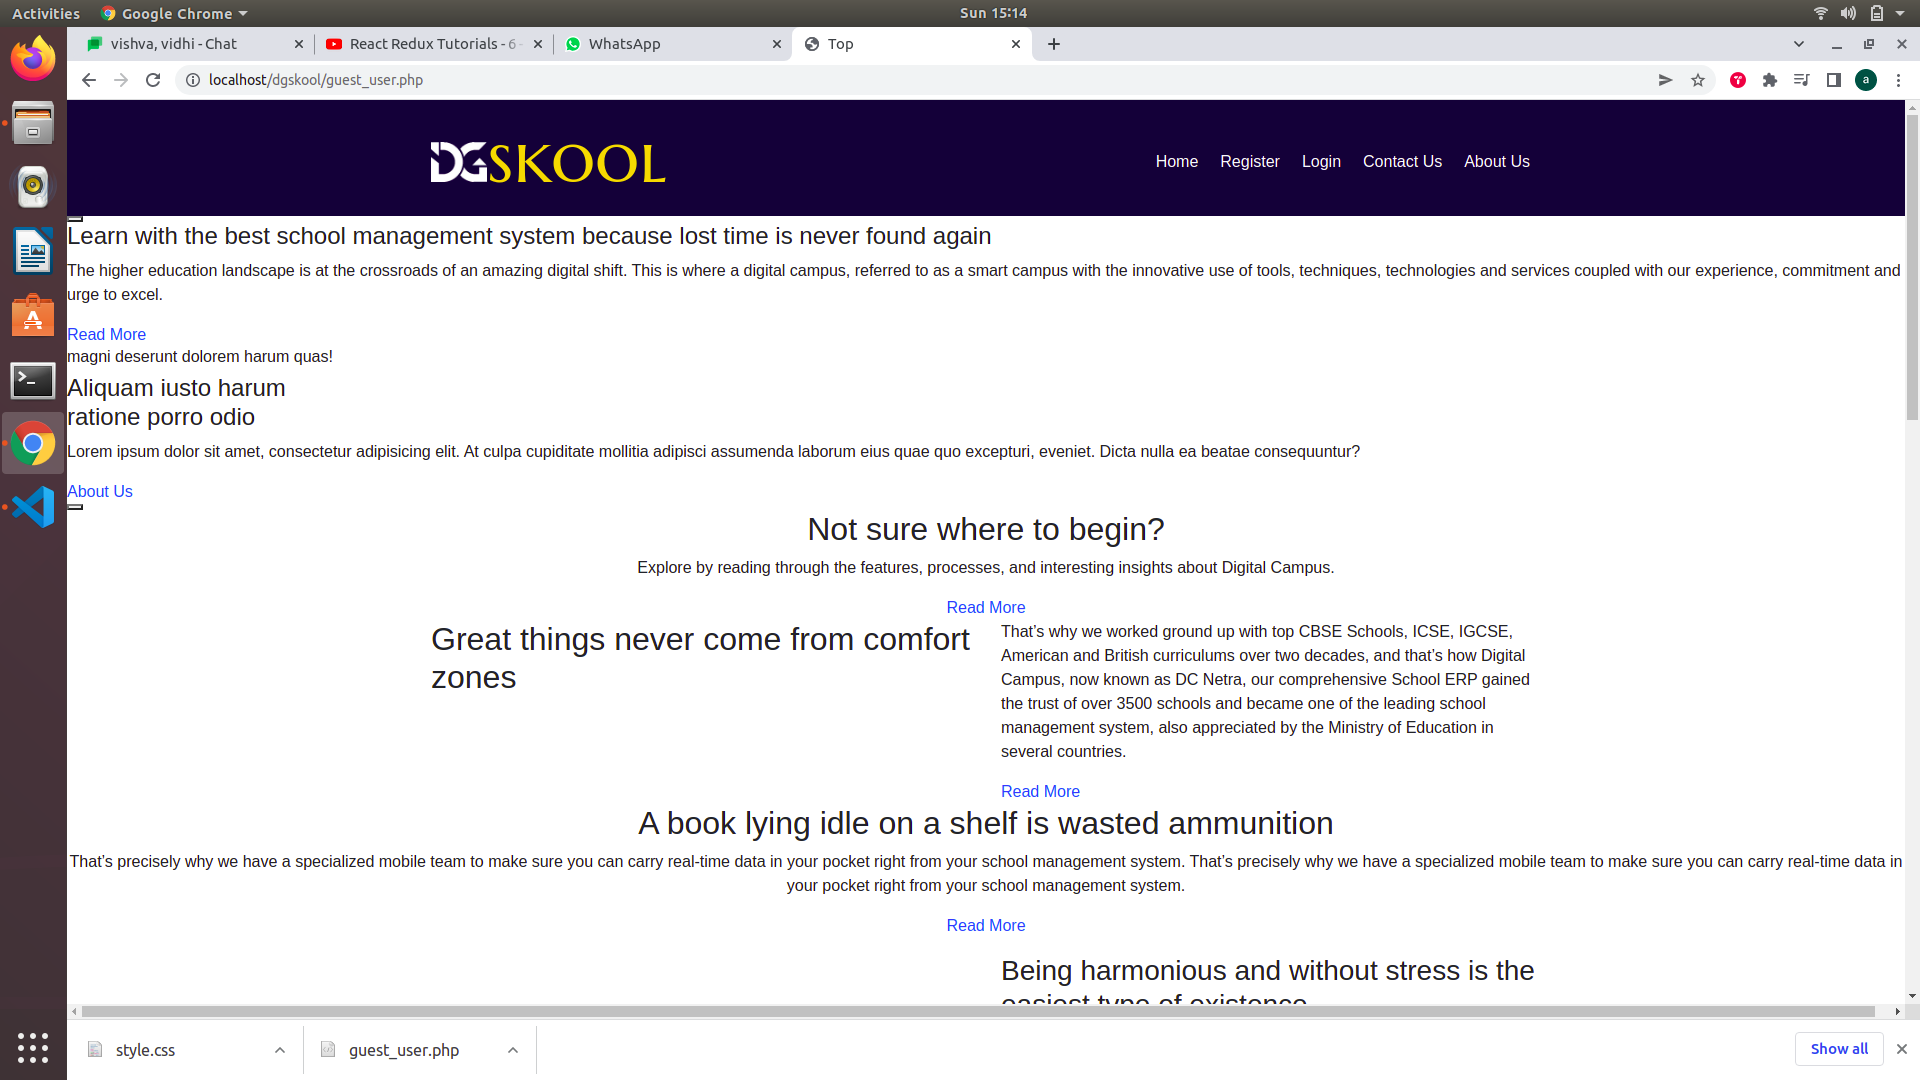 Activities
Google Chrome
Sun 15:14
vishva, vidhi - Chat
React Redux Tutorials - 6 -
WhatsApp
Top
localhost/dgskool/guest_user.php
a
DGSKOOL
Home
Register
Login
Contact Us
About Us
Learn with the best school management system because lost time is never found again
The higher education landscape is at the crossroads of an amazing digital shift. This is where a digital campus, referred to as a smart campus with the innovative use of tools, techniques, technologies and services coupled with our experience, commitment and
urge to excel.
Read More
magni deserunt dolorem harum quas!
Aliquam iusto harum
ratione porro odio
Lorem ipsum dolor sit amet, consectetur adipisicing elit. At culpa cupiditate mollitia adipisci assumenda laborum eius quae quo excepturi, eveniet. Dicta nulla ea beatae consequuntur?
About Us
Not sure where to begin?
Explore by reading through the features, processes, and interesting insights about Digital Campus.
Read More
Great things never come from comfort
zones
That’s why we worked ground up with top CBSE Schools, ICSE, IGCSE,
American and British curriculums over two decades, and that’s how Digital
Campus, now known as DC Netra, our comprehensive School ERP gained
the trust of over 3500 schools and became one of the leading school
management system, also appreciated by the Ministry of Education in
several countries.
Read More
A book lying idle on a shelf is wasted ammunition
That’s precisely why we have a specialized mobile team to make sure you can carry real-time data in your pocket right from your school management system. That’s precisely why we have a specialized mobile team to make sure you can carry real-time data in
your pocket right from your school management system.
Read More
Being harmonious and without stress is the
easiest type of existence
style.css
guest_user.php
Show all